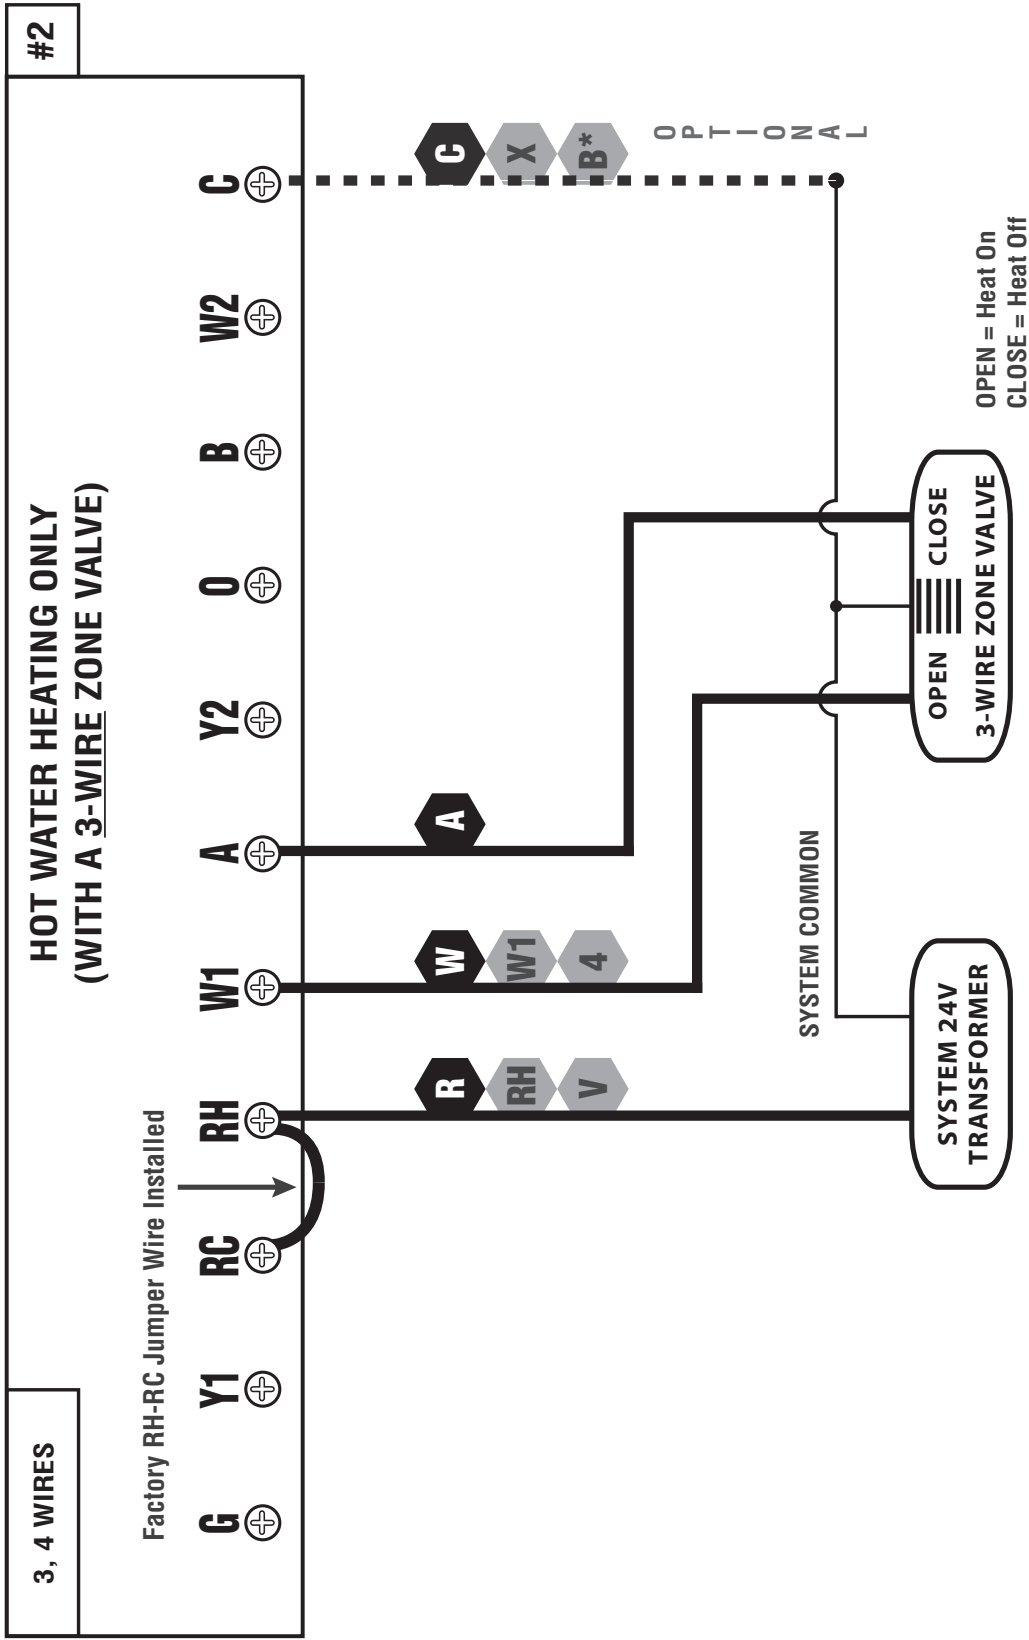 3, 4 WIRES
HOT WATER HEATING ONLY
(WITH A 3-WIRE ZONE VALVE)
#2
Factory RH-RC Jumper Wire Installed
G Y1 RC RH W1 A Y2 O B W2 C
R
RH
V
W
W1
4
A
C
X
B*
OPTIONAL
SYSTEM COMMON
SYSTEM 24V
TRANSFORMER
OPEN CLOSE
3-WIRE ZONE VALVE
OPEN = Heat On
CLOSE = Heat Off